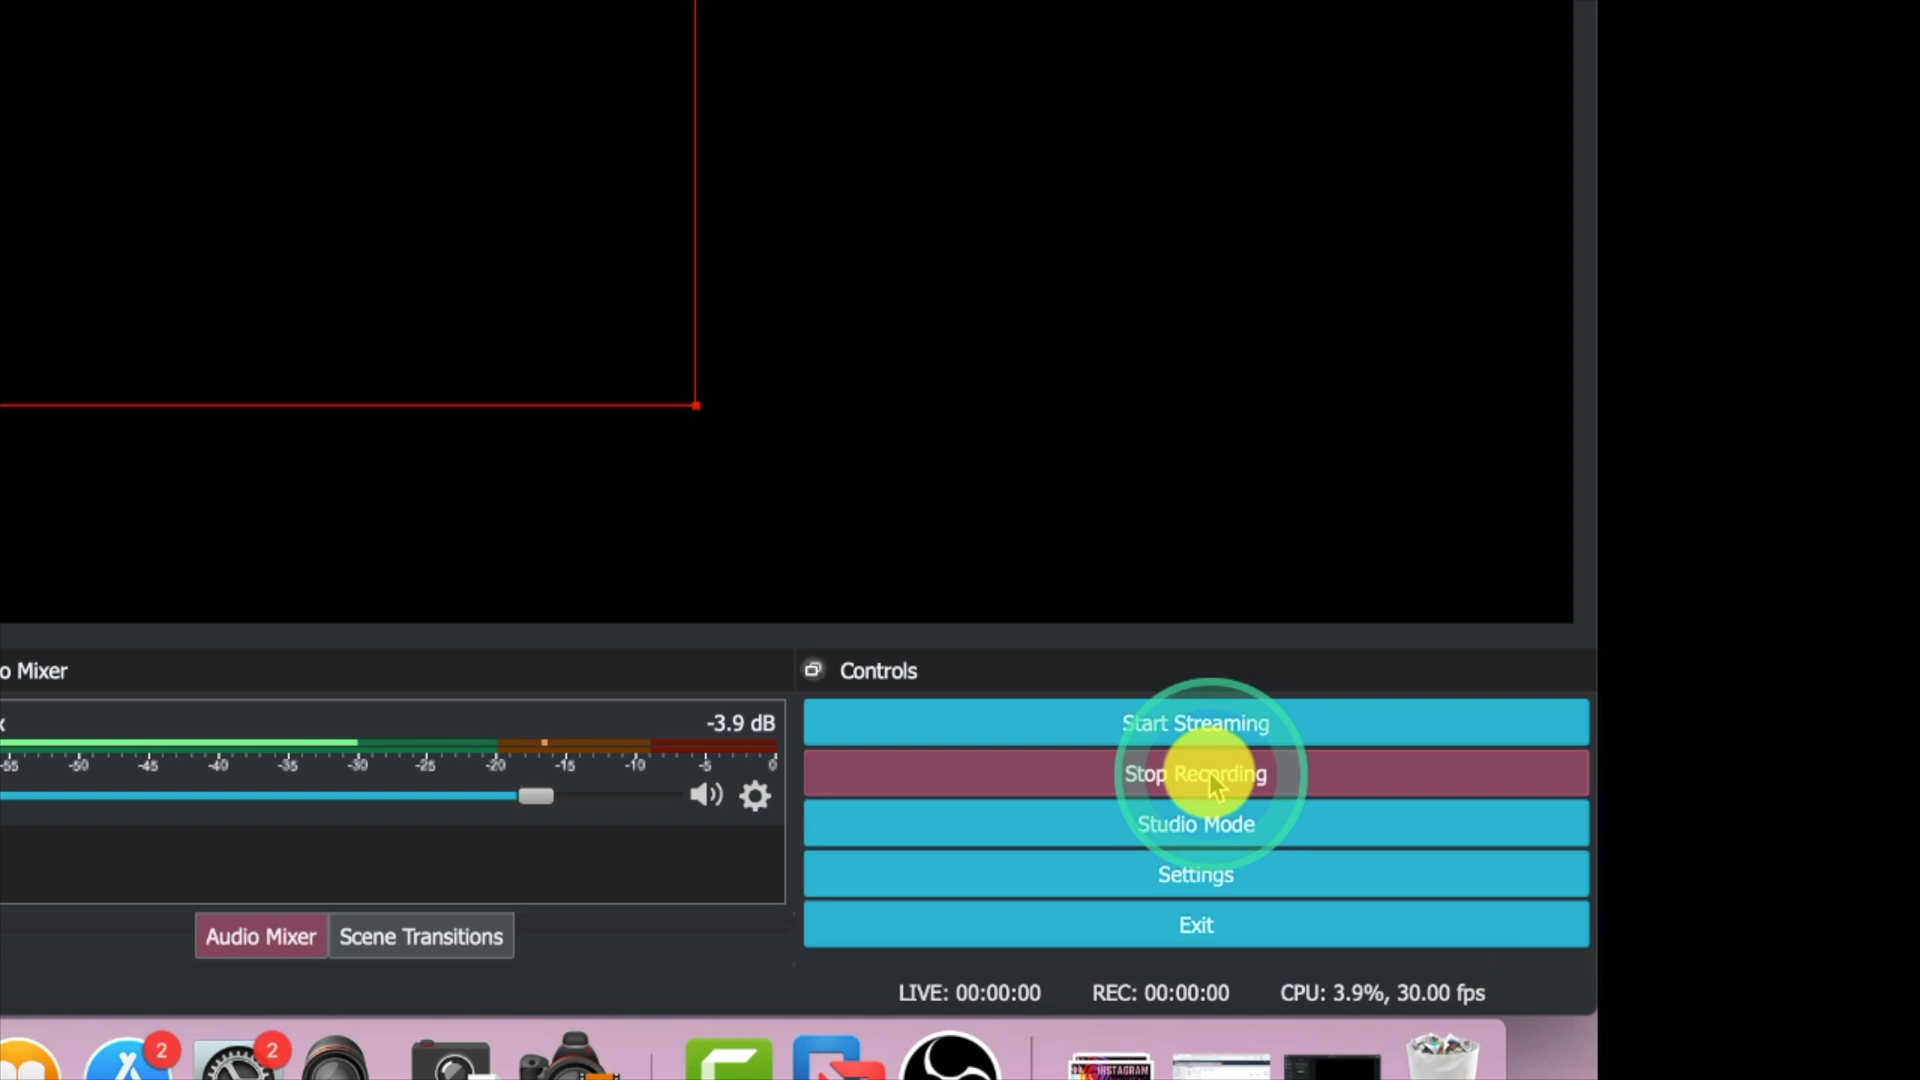 o Mixer
Controls
x
-3.9 dB
-55 -50 -45 -40 -35 -30 -25 -20 -15 -10 -5 0
Audio Mixer
Scene Transitions
Start Streaming
Stop Recording
Studio Mode
Settings
Exit
LIVE: 00:00:00
REC: 00:00:00
CPU: 3.9%, 30.00 fps
2
2
INSTAGRAM